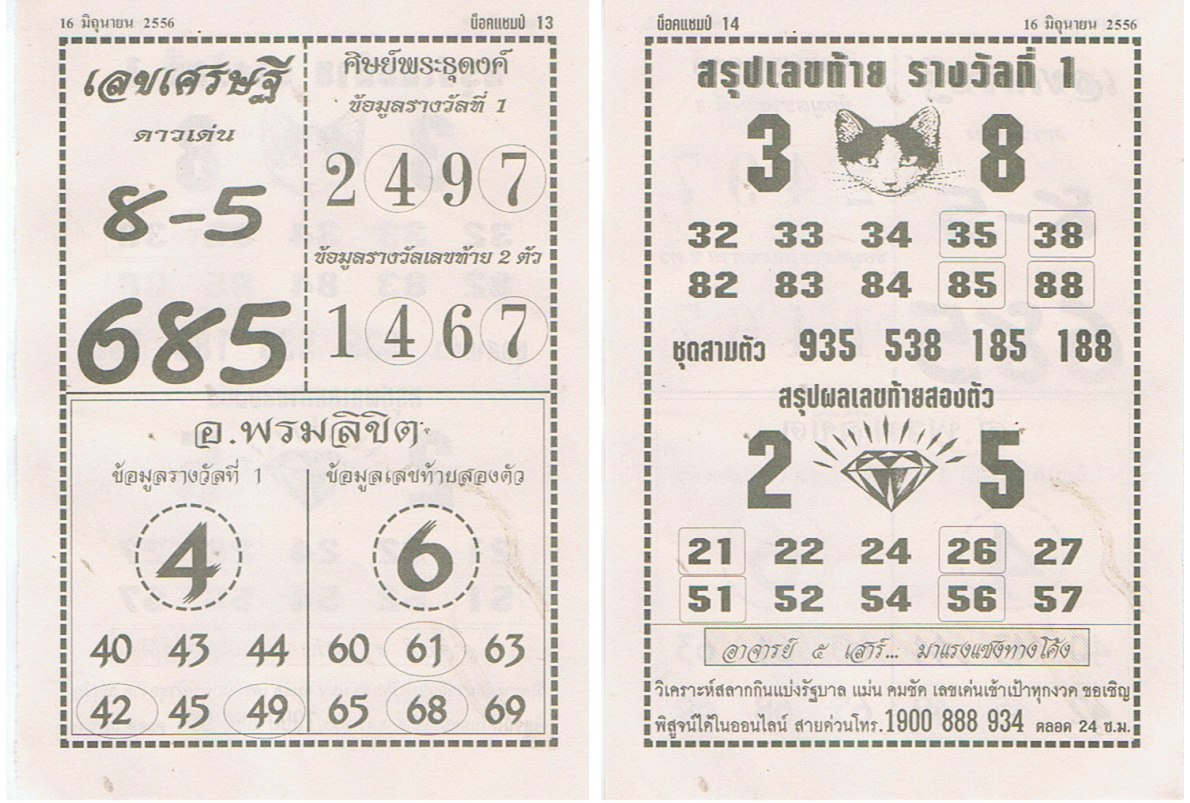 16 มิถุนายน 2556
น็อคแชมป์ 13
เลขเศรษฐี
ดาวเด่น
8-5
685
ศิษย์พระธุดงค์
ข้อมูลรางวัลที่ 1
2 4 9 7
ข้อมูลรางวัลเลขท้าย 2 ตัว
1 4 6 7
อ.พรมลิขิต
ข้อมูลรางวัลที่ 1
4
40 43 44
42 45 49
ข้อมูลเลขท้ายสองตัว
6
60 61 63
65 68 69
น็อคแชมป์ 14
16 มิถุนายน 2556
สรุปเลขท้าย รางวัลที่ 1
3 8
32 33 34 35 38
82 83 84 85 88
ชุดสามตัว 935 538 185 188
สรุปผลเลขท้ายสองตัว
2 5
21 22 24 26 27
51 52 54 56 57
อาจารย์ ๕ เสาร์... มาแรงแซงทางโค้ง
วิเคราะห์สลากกินแบ่งรัฐบาล แม่น คมชัด เลขเด่นเข้าเป้าทุกงวด ขอเชิญ
พิสูจน์ได้ในออนไลน์ สายด่วนโทร.1900 888 934 ตลอด 24 ช.ม.